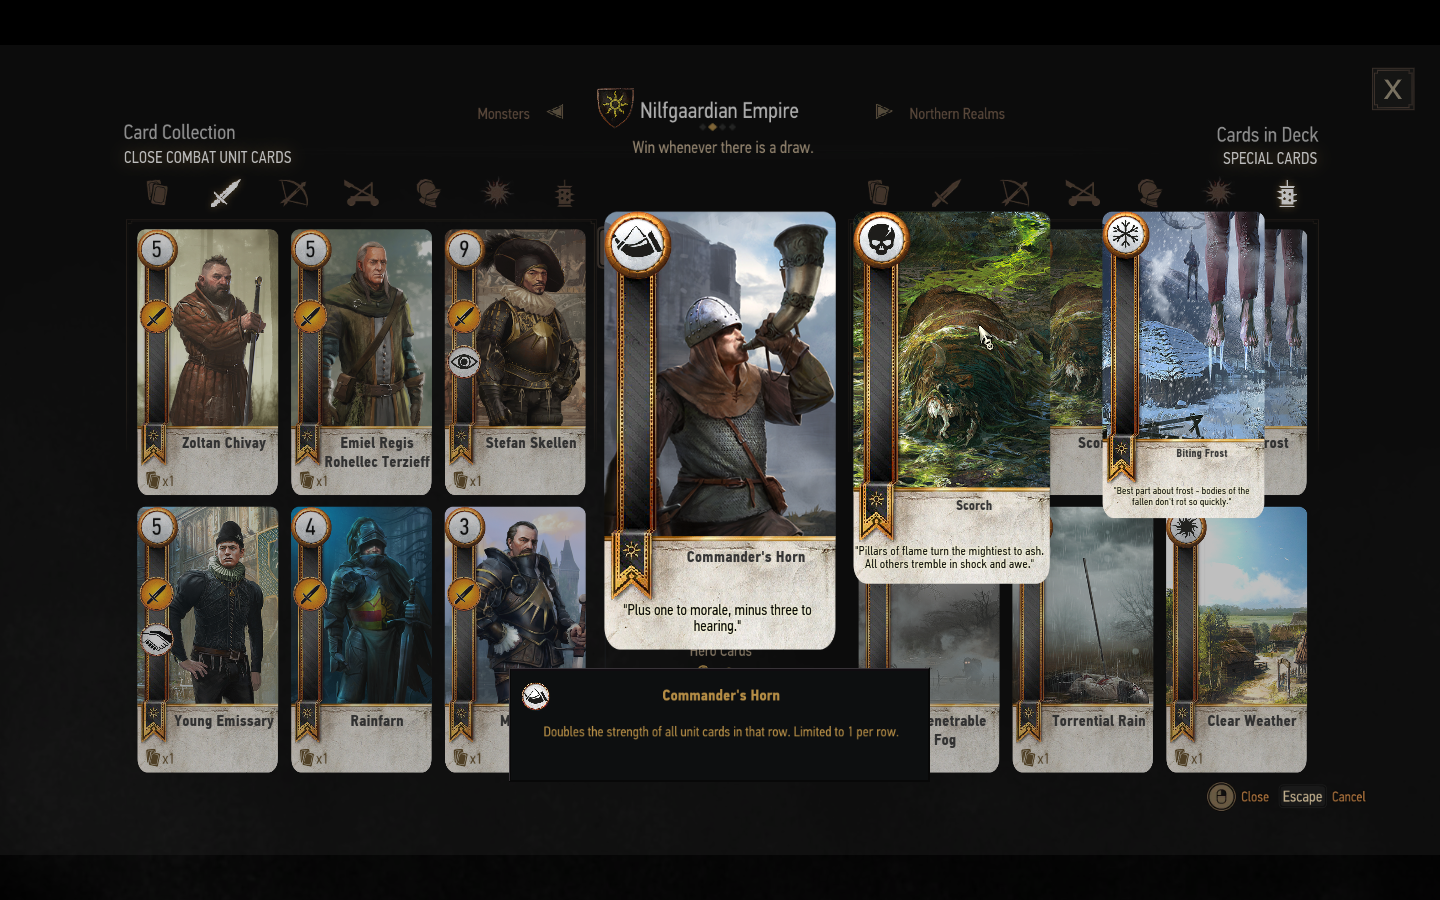 Monsters
Nilfgaardian Empire
Northern Realms
X
Card Collection
Cards in Deck
CLOSE COMBAT UNIT CARDS
Win whenever there is a draw.
SPECIAL CARDS
5
5
9
Zoltan Chivay
Emiel Regis
Rohellec Terzieff
Stefan Skellen
x1
x1
x1
5
4
3
Young Emissary
Rainfarn
M
x1
x1
x1
Commander's Horn
"Plus one to morale, minus three to
hearing."
Scorch
"Pillars of flame turn the mightiest to ash.
All others tremble in shock and awe."
Scor
Biting Frost
"Best part about frost - bodies of the
fallen don't rot so quickly."
rost
Hero Cards
enetrable
Fog
Torrential Rain
x1
Clear Weather
x1
Commander's Horn
Doubles the strength of all unit cards in that row. Limited to 1 per row.
Close
Escape
Cancel